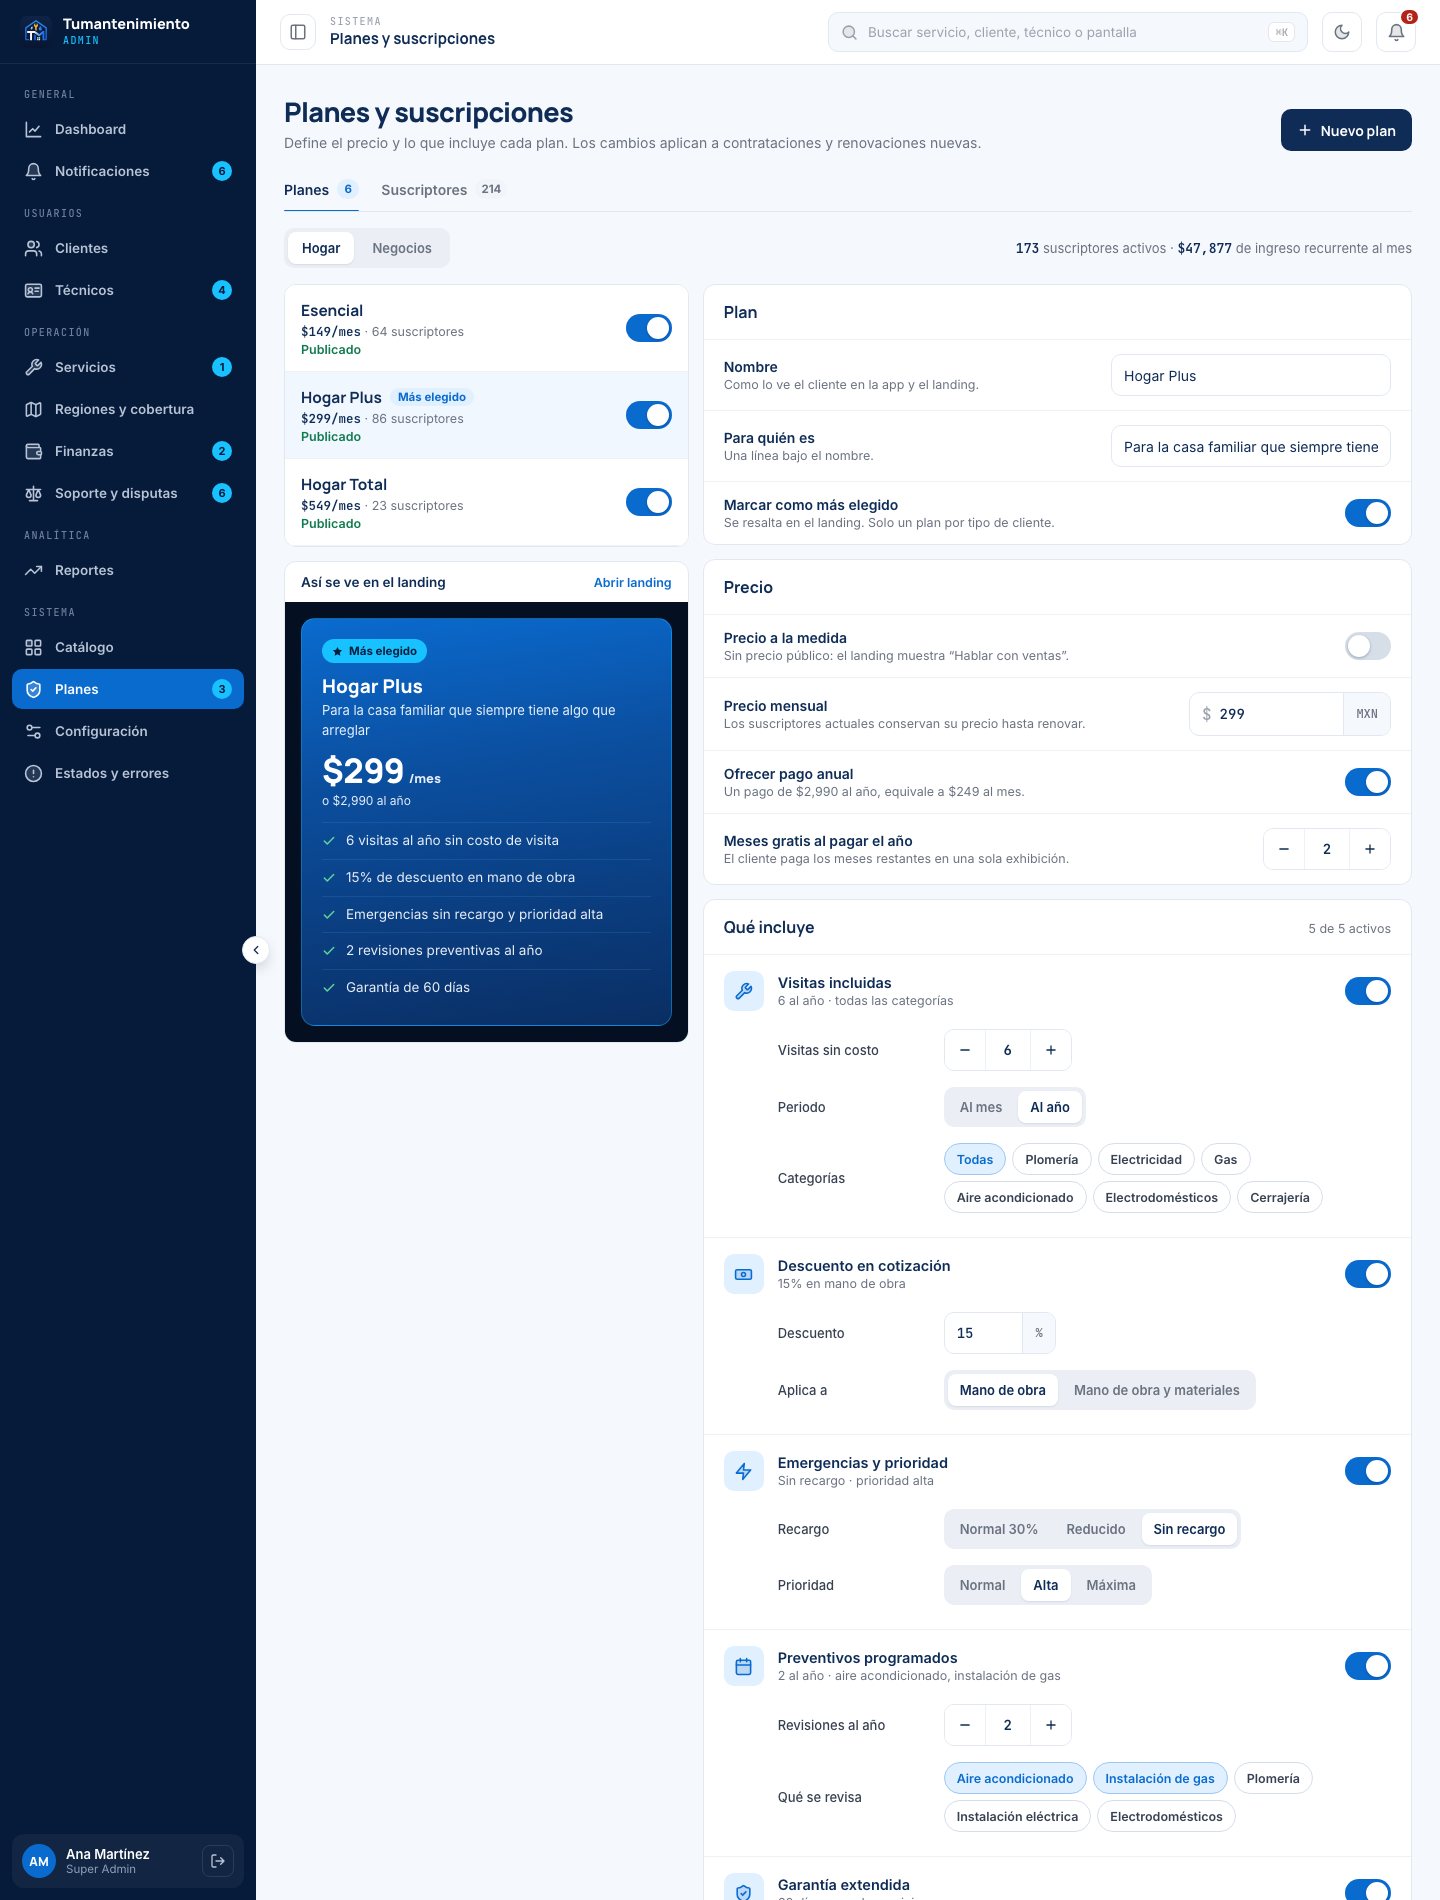 Tumantenimiento
ADMIN
GENERAL
Dashboard
Notificaciones 6
USUARIOS
Clientes
Técnicos 4
OPERACIÓN
Servicios 1
Regiones y cobertura
Finanzas 2
Soporte y disputas 6
ANALÍTICA
Reportes
SISTEMA
Catálogo
Planes 3
Configuración
Estados y errores
AM
Ana Martínez
Super Admin
SISTEMA
Planes y suscripciones
Buscar servicio, cliente, técnico o pantalla ⌘K
6
Planes y suscripciones
Define el precio y lo que incluye cada plan. Los cambios aplican a contrataciones y renovaciones nuevas.
+ Nuevo plan
Planes 6 Suscriptores 214
Hogar Negocios
173 suscriptores activos · $47,877 de ingreso recurrente al mes
Esencial
$149/mes · 64 suscriptores
Publicado
Hogar Plus Más elegido
$299/mes · 86 suscriptores
Publicado
Hogar Total
$549/mes · 23 suscriptores
Publicado
Así se ve en el landing Abrir landing
★ Más elegido
Hogar Plus
Para la casa familiar que siempre tiene algo que
arreglar
$299 /mes
o $2,990 al año
6 visitas al año sin costo de visita
15% de descuento en mano de obra
Emergencias sin recargo y prioridad alta
2 revisiones preventivas al año
Garantía de 60 días
Plan
Nombre
Como lo ve el cliente en la app y el landing.
Hogar Plus
Para quién es
Una línea bajo el nombre.
Para la casa familiar que siempre tiene
Marcar como más elegido
Se resalta en el landing. Solo un plan por tipo de cliente.
Precio
Precio a la medida
Sin precio público: el landing muestra “Hablar con ventas”.
Precio mensual
Los suscriptores actuales conservan su precio hasta renovar.
$ 299 MXN
Ofrecer pago anual
Un pago de $2,990 al año, equivale a $249 al mes.
Meses gratis al pagar el año
El cliente paga los meses restantes en una sola exhibición.
− 2 +
Qué incluye 5 de 5 activos
Visitas incluidas
6 al año · todas las categorías
Visitas sin costo − 6 +
Periodo Al mes Al año
Categorías
Todas Plomería Electricidad Gas
Aire acondicionado Electrodomésticos Cerrajería
Descuento en cotización
15% en mano de obra
Descuento 15 %
Aplica a Mano de obra Mano de obra y materiales
Emergencias y prioridad
Sin recargo · prioridad alta
Recargo Normal 30% Reducido Sin recargo
Prioridad Normal Alta Máxima
Preventivos programados
2 al año · aire acondicionado, instalación de gas
Revisiones al año − 2 +
Qué se revisa
Aire acondicionado Instalación de gas Plomería
Instalación eléctrica Electrodomésticos
Garantía extendida